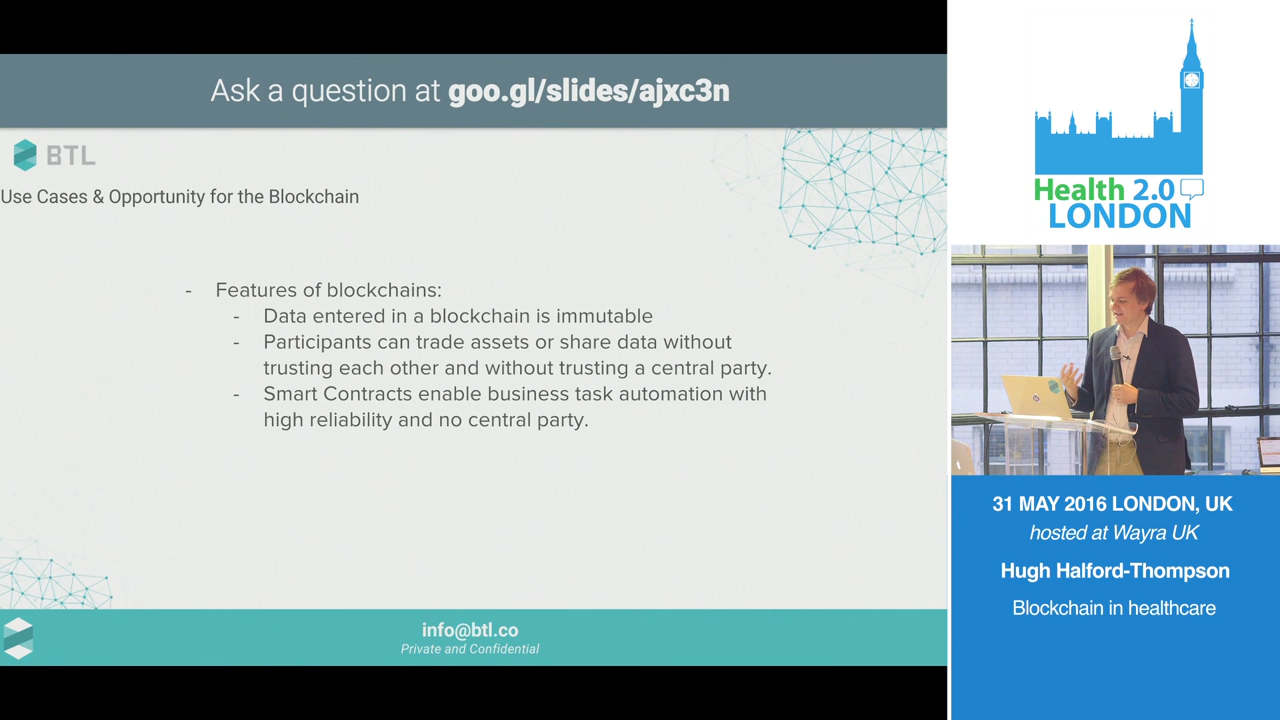 Ask a question at goo.gl/slides/ajxc3n
BTL
Use Cases & Opportunity for the Blockchain
- Features of blockchains:
- Data entered in a blockchain is immutable
- Participants can trade assets or share data without
trusting each other and without trusting a central party.
- Smart Contracts enable business task automation with
high reliability and no central party.
info@btl.co
Private and Confidential
Health 2.0
LONDON
31 MAY 2016 LONDON, UK
hosted at Wayra UK
Hugh Halford-Thompson
Blockchain in healthcare